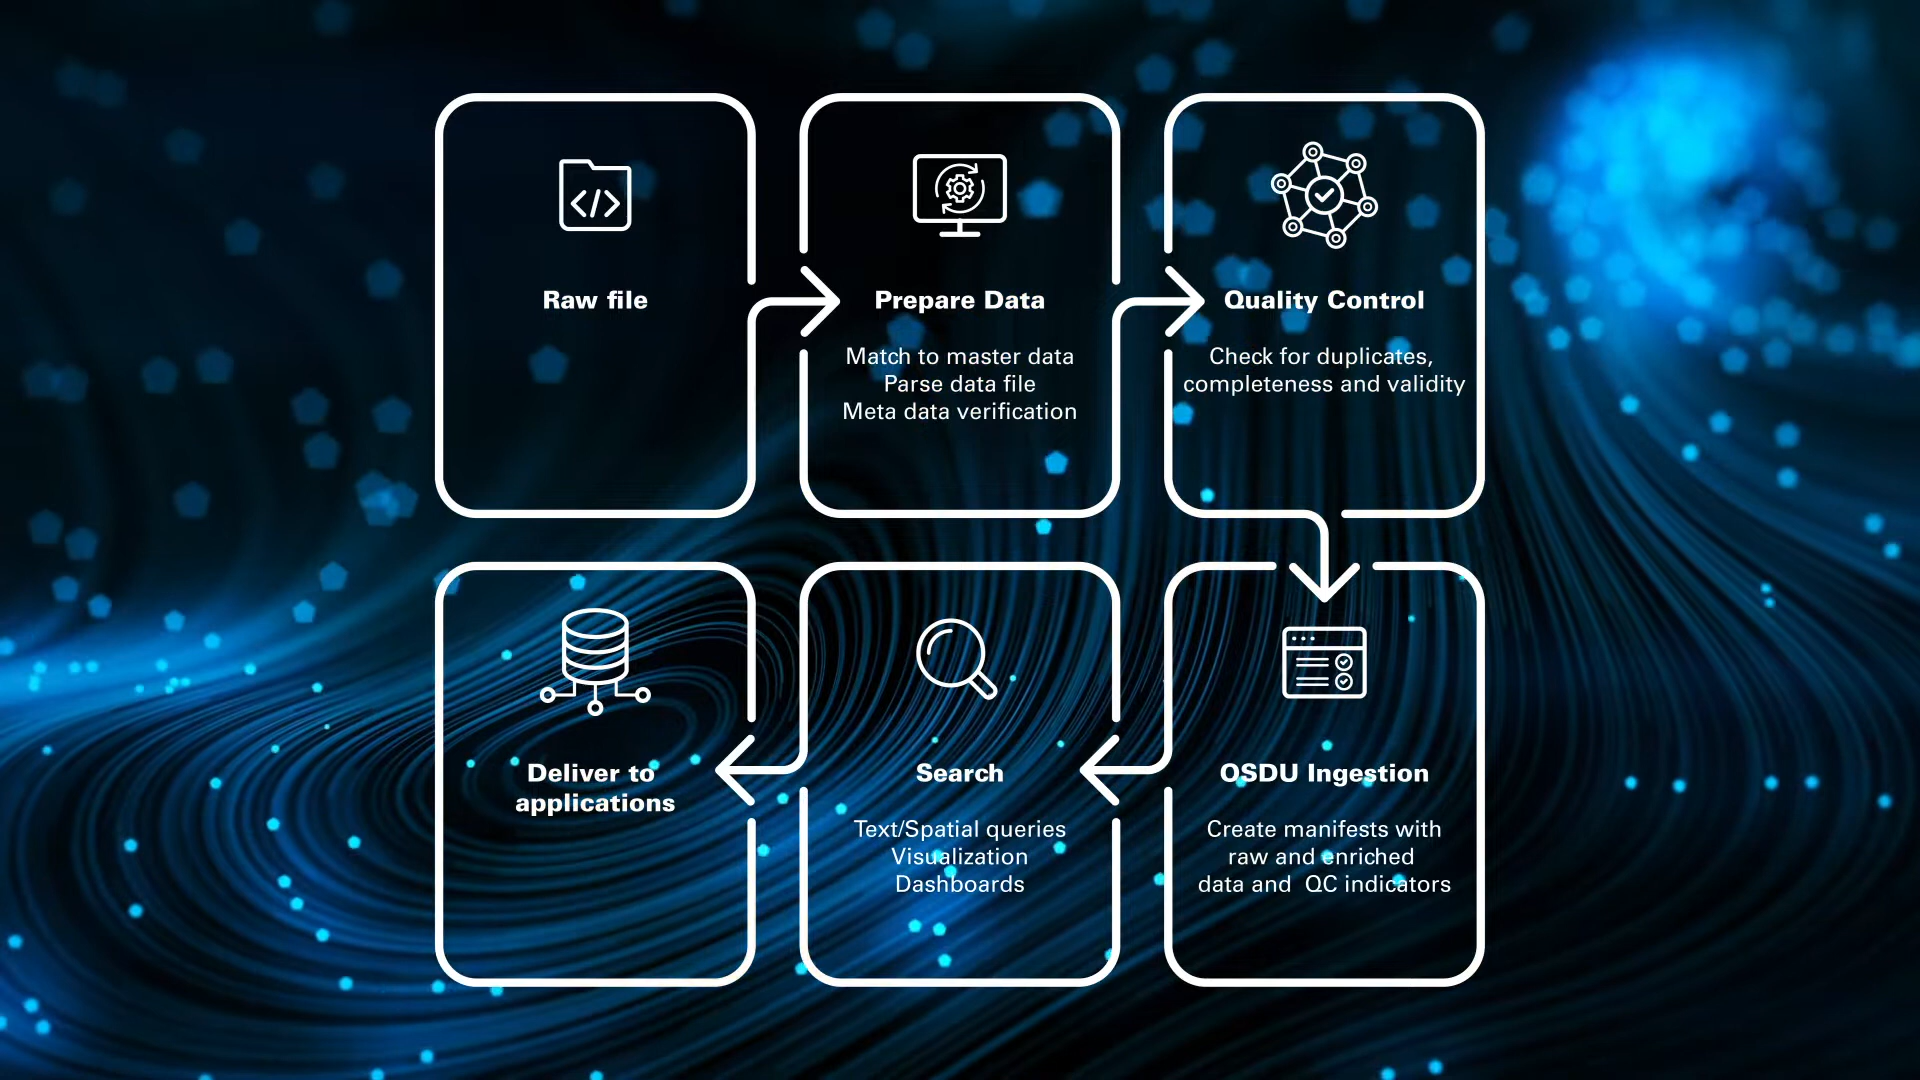 Raw file
Prepare Data
Match to master data
Parse data file
Meta data verification
Quality Control
Check for duplicates,
completeness and validity
OSDU Ingestion
Create manifests with
raw and enriched
data and  QC indicators
Search
Text/Spatial queries
Visualization
Dashboards
Deliver to
applications